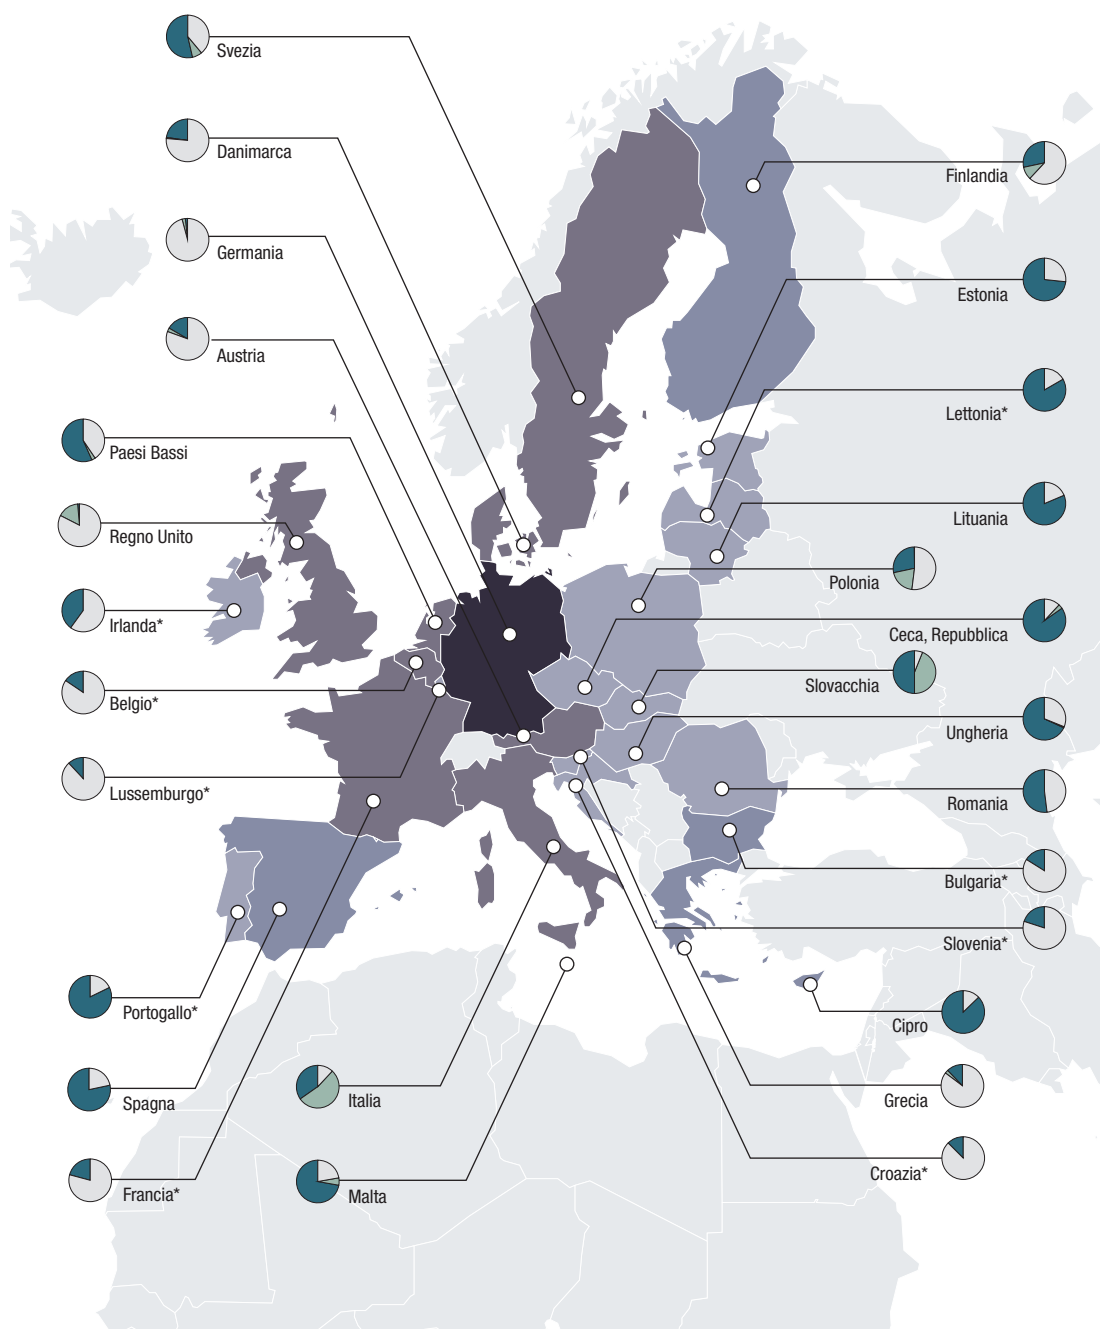 Svezia
Danimarca
Germania
Austria
Paesi Bassi
Regno Unito
Irlanda*
Belgio*
Lussemburgo*
Portogallo*
Spagna
Francia*
Italia
Malta
Finlandia
Estonia
Lettonia*
Lituania
Polonia
Ceca, Repubblica
Slovacchia
Ungheria
Romania
Bulgaria*
Slovenia*
Cipro
Grecia
Croazia*